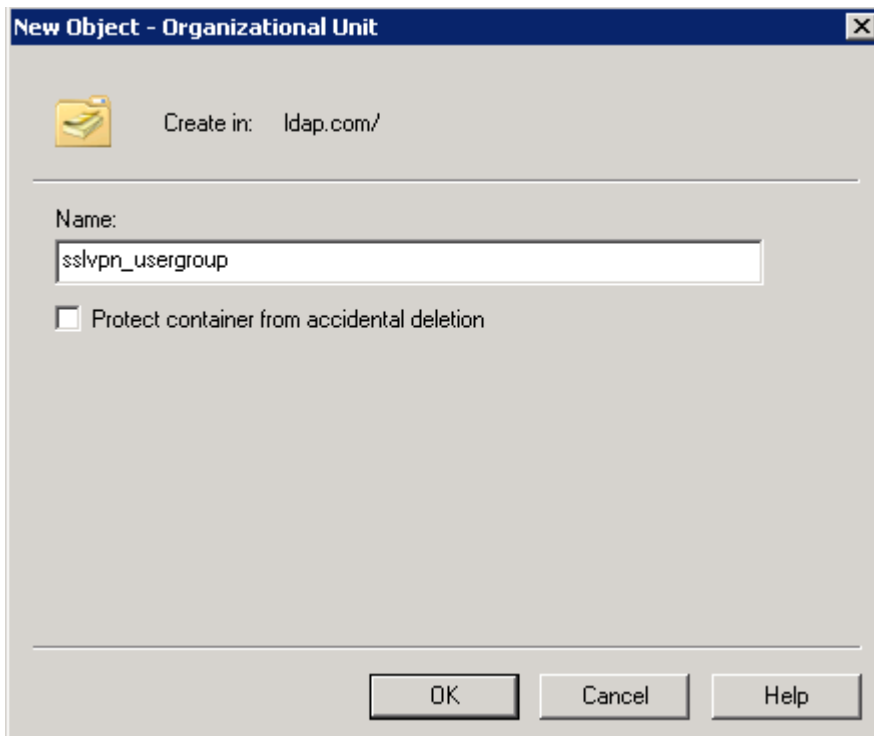 New Object - Organizational Unit
Create in: ldap.com/
Name:
sslvpn_usergroup
Protect container from accidental deletion
OK Cancel Help